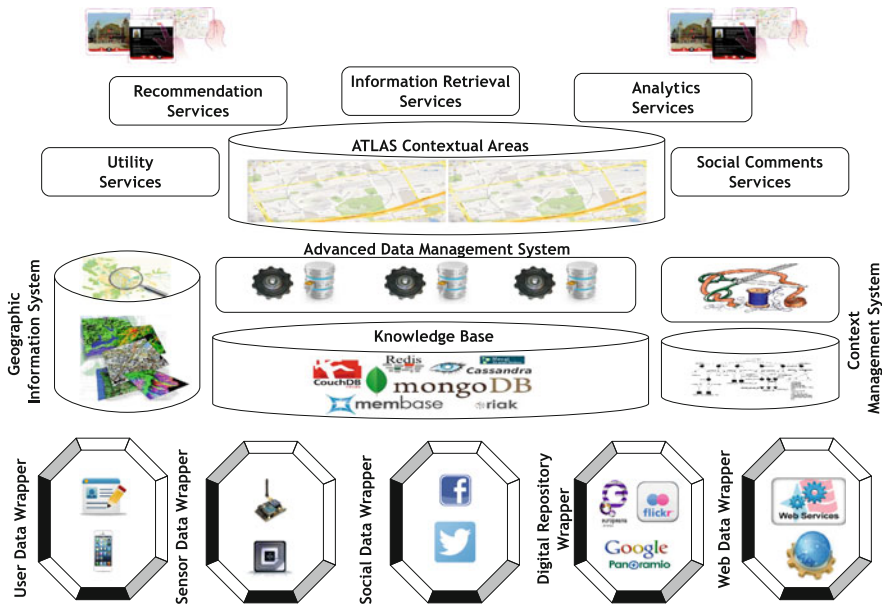 Recommendation
Services
Information Retrieval
Services
Analytics
Services
Utility
Services
ATLAS Contextual Areas
Social Comments
Services
Geographic
Information System
Advanced Data Management System
Context
Management System
Knowledge Base
CouchDB
Redis
Cassandra
mongoDB
membase
riak
User Data Wrapper
Sensor Data Wrapper
Social Data Wrapper
Digital Repository
Wrapper
Web Data Wrapper
europeana
flickr
Google
Panoramio
Web Services